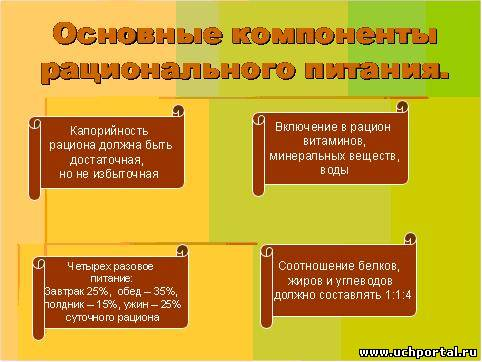 Основные компоненты
рационального питания.
Калорийность
рациона должна быть
достаточная,
но не избыточная
Включение в рацион
витаминов,
минеральных веществ,
воды
Четырех разовое
питание:
Завтрак 25%, обед – 35%,
полдник – 15%, ужин – 25%
суточного рациона
Соотношение белков,
жиров и углеводов
должно составлять 1:1:4
www.uchportal.ru